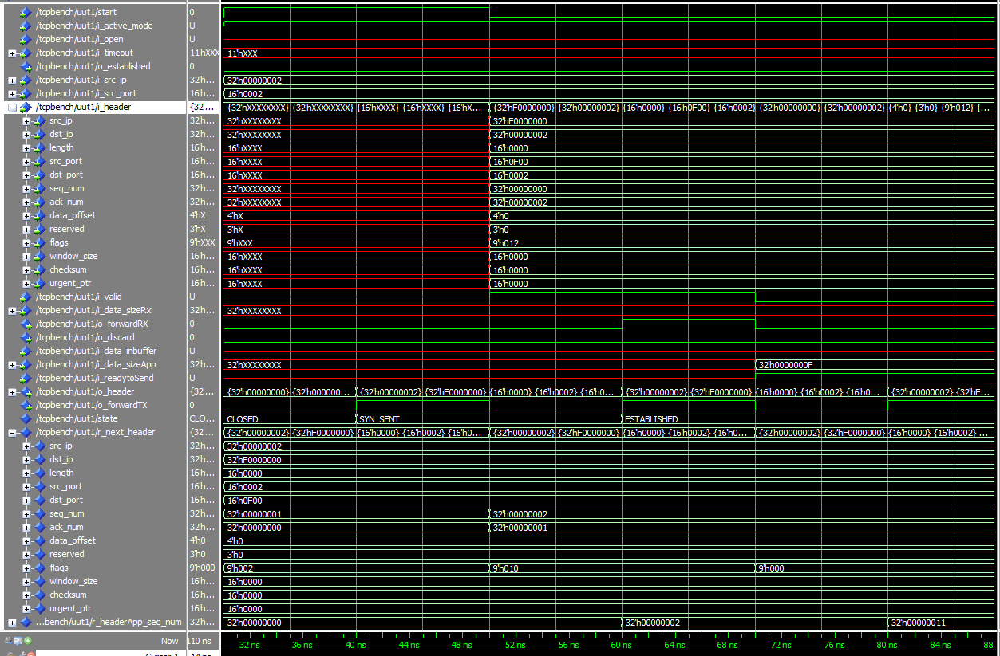 /tcpbench/uut1/start 0
/tcpbench/uut1/i_active_mode U
/tcpbench/uut1/i_open U
/tcpbench/uut1/i_timeout 11'hXXX 11'hXXX
/tcpbench/uut1/o_established 0
/tcpbench/uut1/i_src_ip 32'h... 32'h00000002
/tcpbench/uut1/i_src_port 16'h... 16'h0002
/tcpbench/uut1/i_header {32'... {32'hXXXXXXXX} {32'hXXXXXXXX} {16'hXXXX} {16'hXXXX} {16'hX... {32'hF0000000} {32'h00000002} {16'h0000} {16'h0F00} {16'h0002} {32'h00000000} {32'h00000002} {4'h0} {3'h0} {9'h012} {...
src_ip 32'h... 32'hXXXXXXXX 32'hF0000000
dst_ip 32'h... 32'hXXXXXXXX 32'h00000002
length 16'h... 16'hXXXX 16'h0000
src_port 16'h... 16'hXXXX 16'h0F00
dst_port 16'h... 16'hXXXX 16'h0002
seq_num 32'h... 32'hXXXXXXXX 32'h00000000
ack_num 32'h... 32'hXXXXXXXX 32'h00000002
data_offset 4'hX 4'hX 4'h0
reserved 3'hX 3'hX 3'h0
flags 9'hXXX 9'hXXX 9'h012
window_size 16'h... 16'hXXXX 16'h0000
checksum 16'h... 16'hXXXX 16'h0000
urgent_ptr 16'h... 16'hXXXX 16'h0000
/tcpbench/uut1/i_valid U
/tcpbench/uut1/i_data_sizeRx 32'h... 32'hXXXXXXXX
/tcpbench/uut1/o_forwardRX 0
/tcpbench/uut1/o_discard 0
/tcpbench/uut1/i_data_inbuffer U
/tcpbench/uut1/i_data_sizeApp 32'h... 32'hXXXXXXXX 32'h0000000F
/tcpbench/uut1/i_readytoSend U
/tcpbench/uut1/o_header {32'... {32'h00000000} {32'h000000... {32'h00000002} {32'hF0000000} {16'h0000} {16'h0002} {16'h0... {32'h00000002} {32'hF0000000} {16'h0000} {16'h0002} {16'h0... {32'h00000002} {32'hF...
/tcpbench/uut1/o_forwardTX 0
/tcpbench/uut1/state CLO... CLOSED SYN_SENT ESTABLISHED
/tcpbench/uut1/r_next_header {32'... {32'h00000002} {32'hF0000000} {16'h0000} {16'h0002} {16'h0... {32'h00000002} {32'hF0000000} {16'h0000} {16'h0002} {16'h0... {32'h00000002} {32'hF0000000} {16'h0000} {16'h0002} ...
src_ip 32'h... 32'h00000002
dst_ip 32'h... 32'hF0000000
length 16'h... 16'h0000
src_port 16'h... 16'h0002
dst_port 16'h... 16'h0F00
seq_num 32'h... 32'h00000001 32'h00000002
ack_num 32'h... 32'h00000000 32'h00000001
data_offset 4'h0 4'h0
reserved 3'h0 3'h0
flags 9'h000 9'h002 9'h010 9'h000
window_size 16'h... 16'h0000
checksum 16'h... 16'h0000
urgent_ptr 16'h... 16'h0000
...bench/uut1/r_headerApp_seq_num 32'h... 32'h00000000 32'h00000002 32'h00000011
Now 110 ns 32 ns 36 ns 40 ns 44 ns 48 ns 52 ns 56 ns 60 ns 64 ns 68 ns 72 ns 76 ns 80 ns 84 ns 88
Cursor 1 14 ns